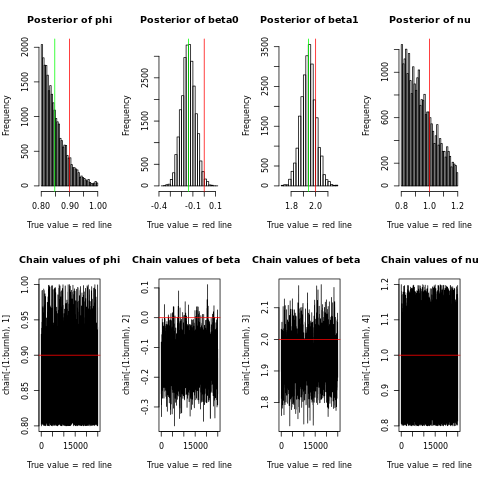 Posterior of phi
Posterior of beta0
Posterior of beta1
Posterior of nu
Frequency
0 500 1000 1500 2000
0.80 0.90 1.00
True value = red line
Frequency
0 500 1500 3000
-0.4 -0.1 0.1
True value = red line
Frequency
0 500 1500 2500 3500
1.8 2.0
True value = red line
Frequency
0 200 600 1000
0.8 1.0 1.2
True value = red line
Chain values of phi
Chain values of beta
Chain values of beta
Chain values of nu
chain[-(1:burnIn), 1]
0.80 0.85 0.90 0.95 1.00
0 15000
True value = red line
chain[-(1:burnIn), 2]
-0.3 -0.2 -0.1 0.0 0.1
0 15000
True value = red line
chain[-(1:burnIn), 3]
1.8 1.9 2.0 2.1
0 15000
True value = red line
chain[-(1:burnIn), 4]
0.8 0.9 1.0 1.1 1.2
0 15000
True value = red line